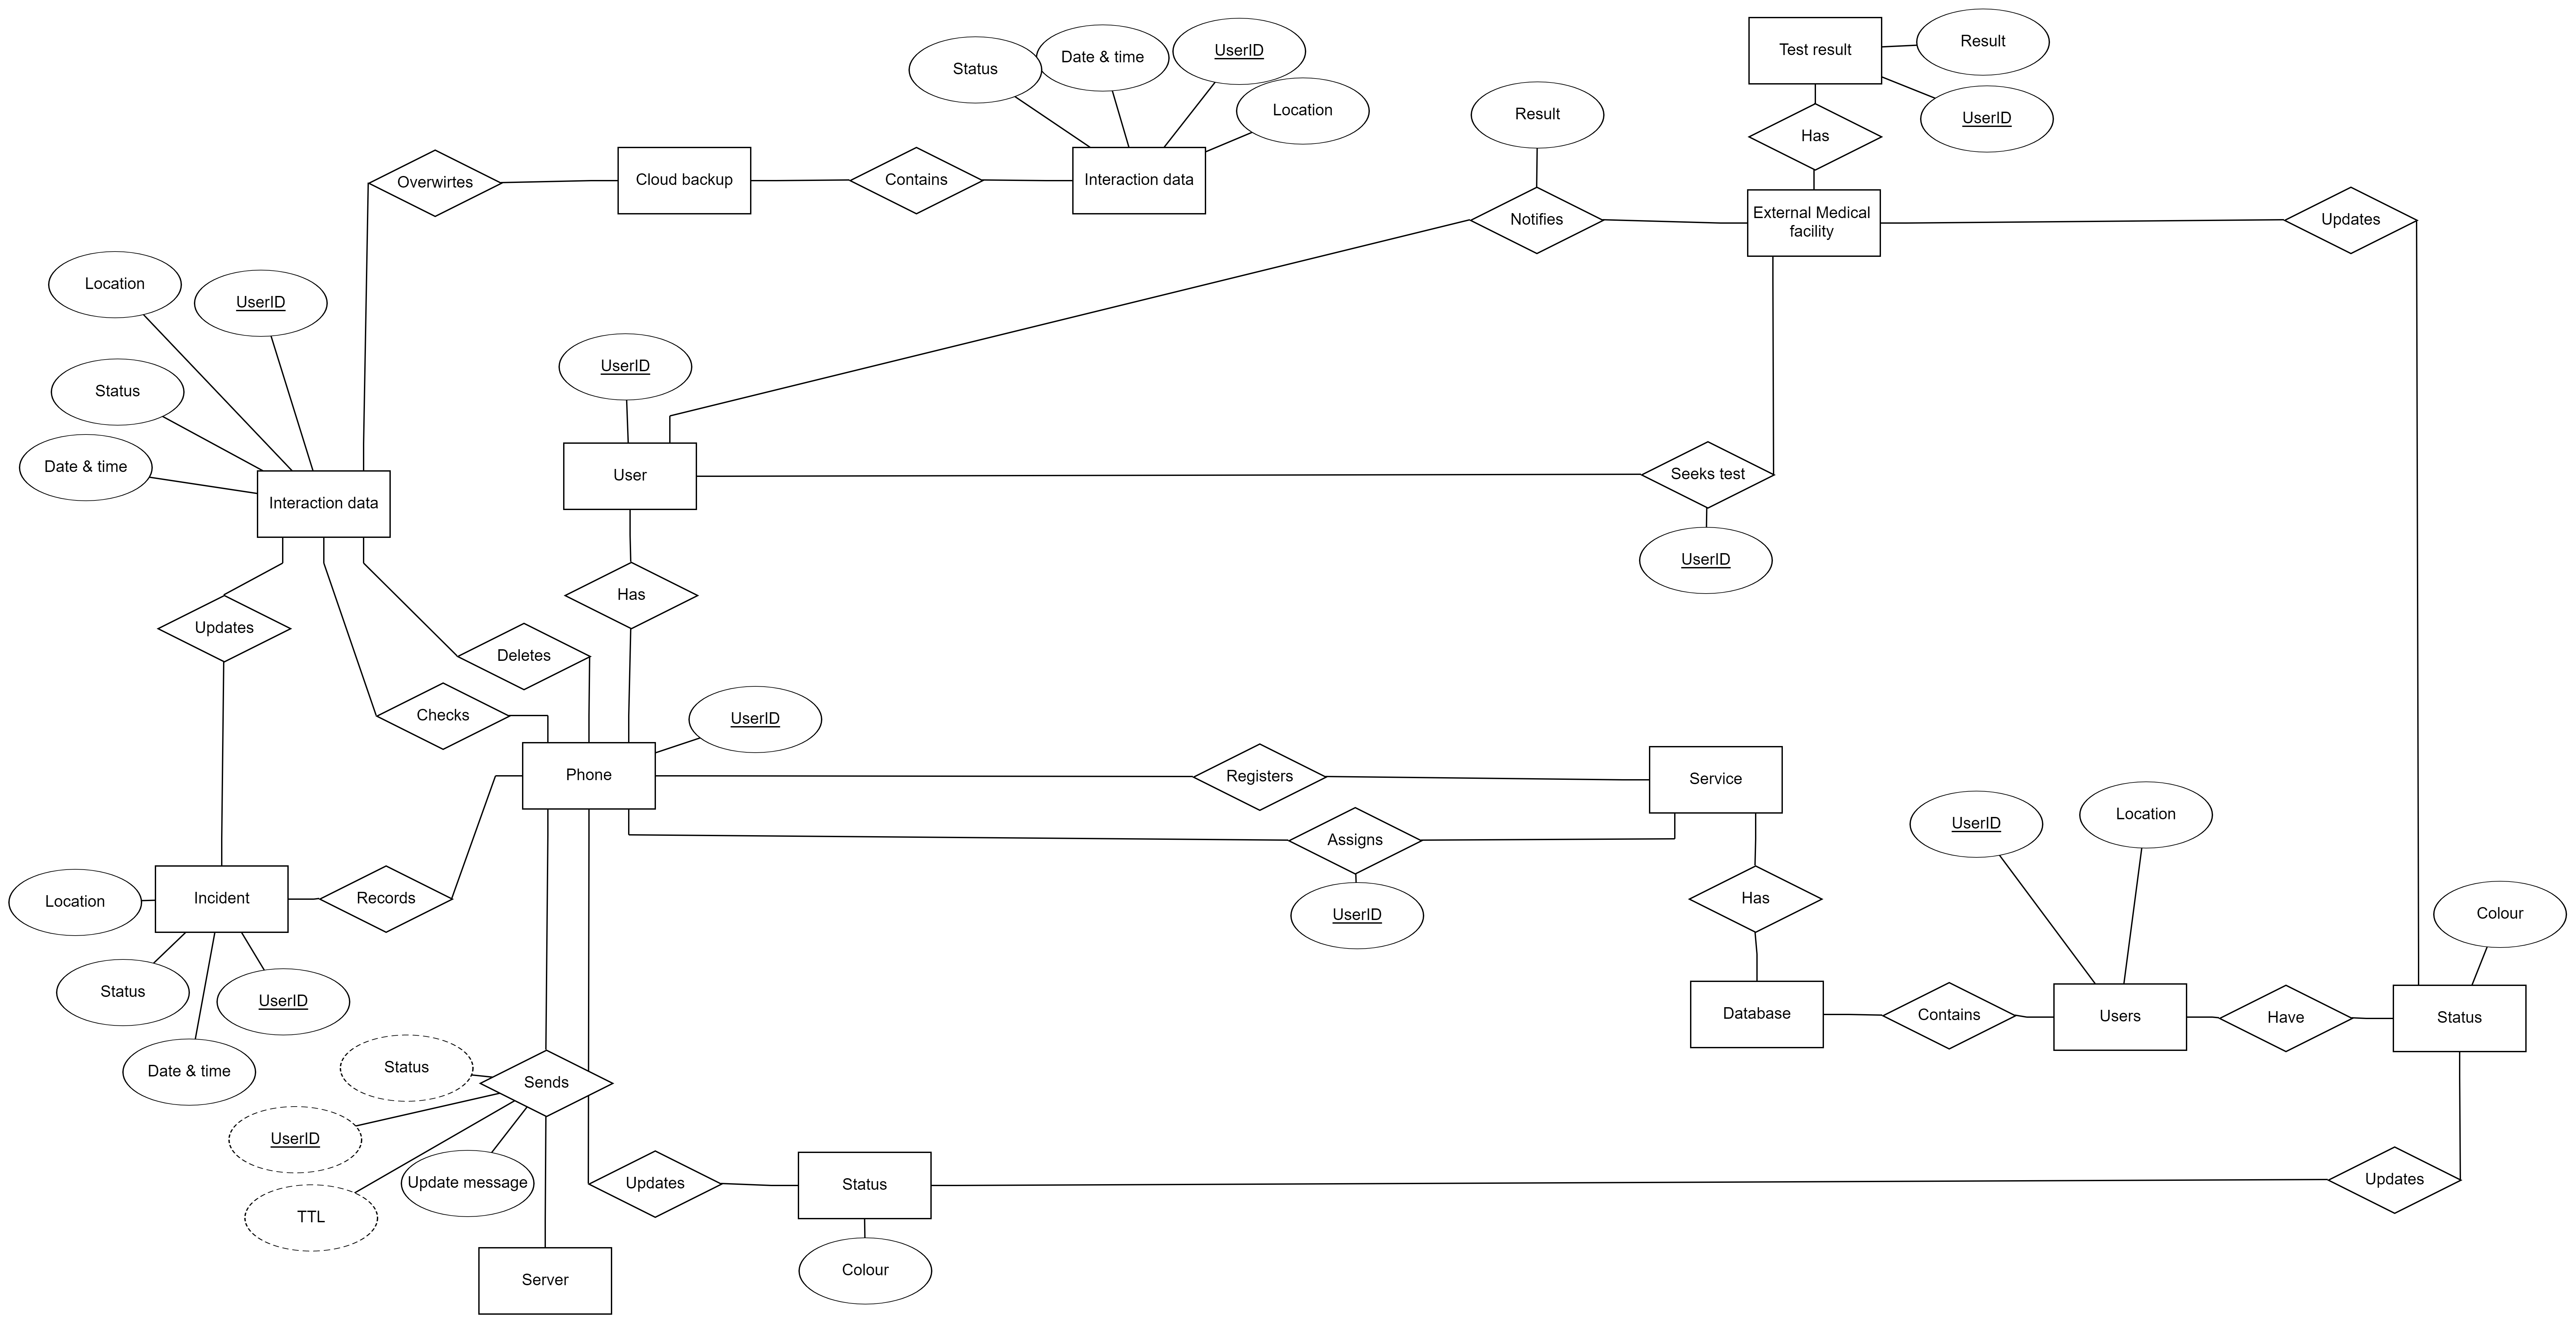 Test result
Result
UserID
Status
Date & time
UserID
Location
Result
Has
Overwirtes
Cloud backup
Contains
Interaction data
Notifies
External Medical
facility
Updates
Location
UserID
Status
UserID
Date & time
Interaction data
User
Seeks test
UserID
Updates
Has
Deletes
Checks
UserID
Phone
Registers
Service
Assigns
UserID
UserID
Location
Location
Incident
Records
Has
Colour
Status
UserID
Date & time
Database
Contains
Users
Have
Status
Status
Sends
UserID
TTL
Update message
Updates
Status
Updates
Colour
Server